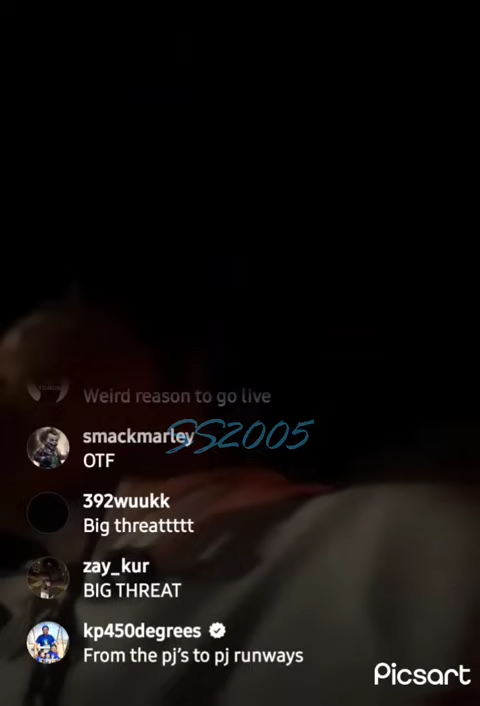 Weird reason to go live
smackmarley
SS2005
OTF
392wuukk
Big threattttt
zay_kur
BIG THREAT
kp450degrees
From the pj's to pj runways
Picsart